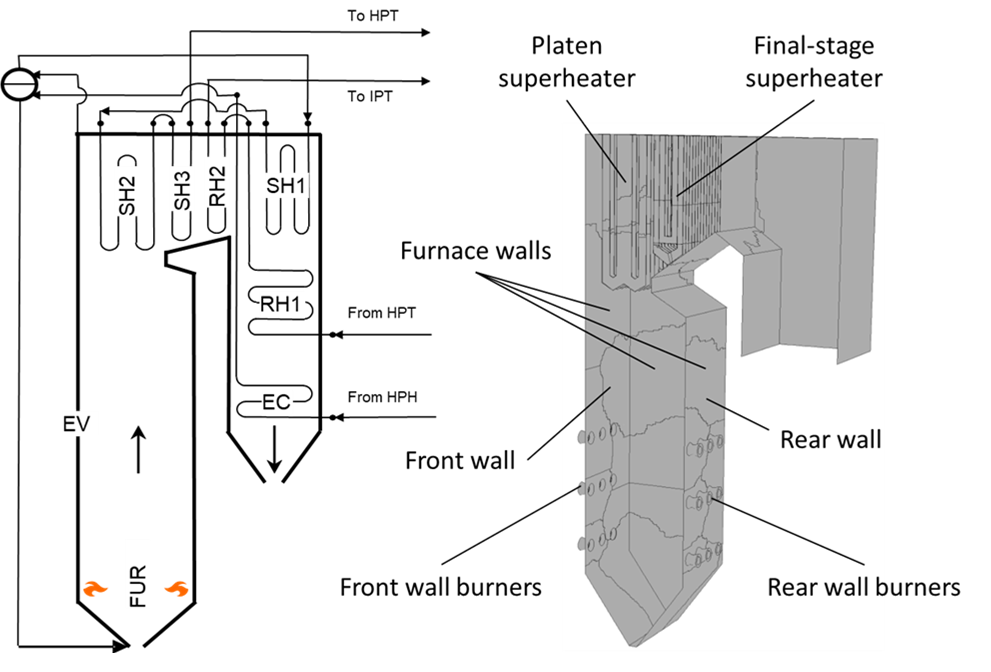 To HPT
To IPT
SH2
SH3
RH2
SH1
RH1
From HPT
EC
From HPH
EV
FUR
Platen
superheater
Final-stage
superheater
Furnace walls
Front wall
Rear wall
Front wall burners
Rear wall burners